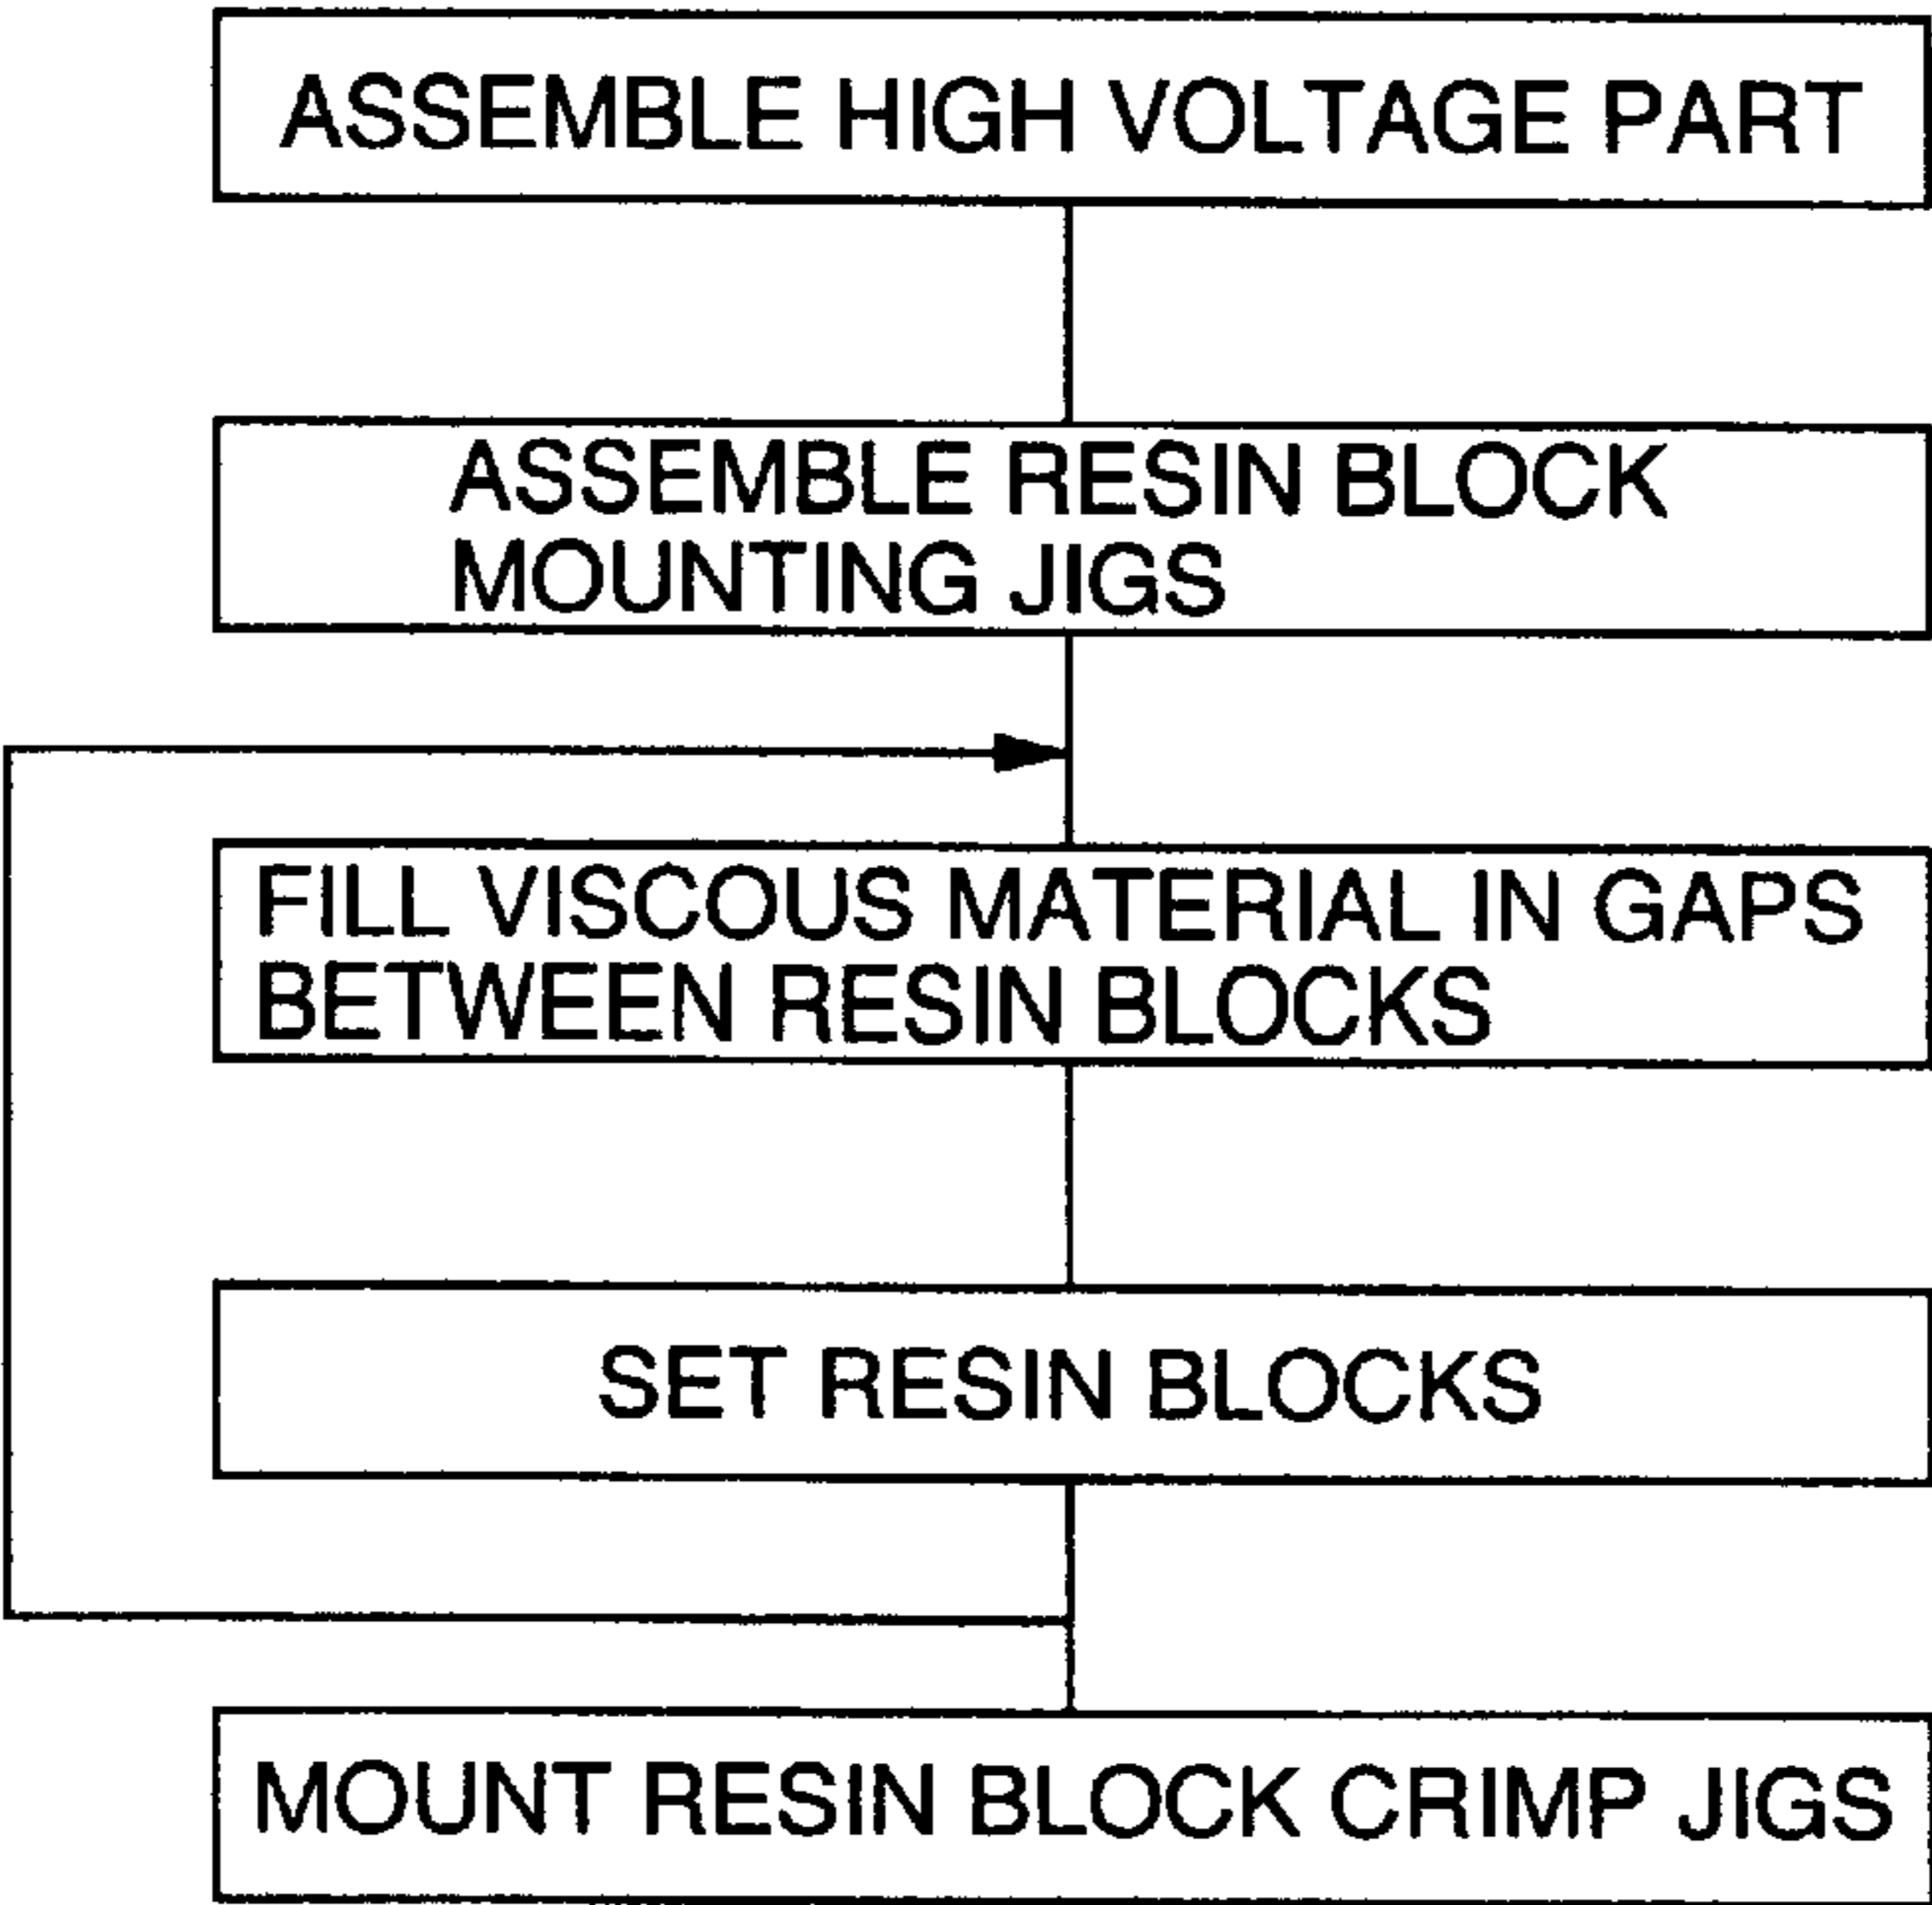 ASSEMBLE HIGH VOLTAGE PART
ASSEMBLE RESIN BLOCK
MOUNTING JIGS
FILL VISCOUS MATERIAL IN GAPS
BETWEEN RESIN BLOCKS
SET RESIN BLOCKS
MOUNT RESIN BLOCK CRIMP JIGS